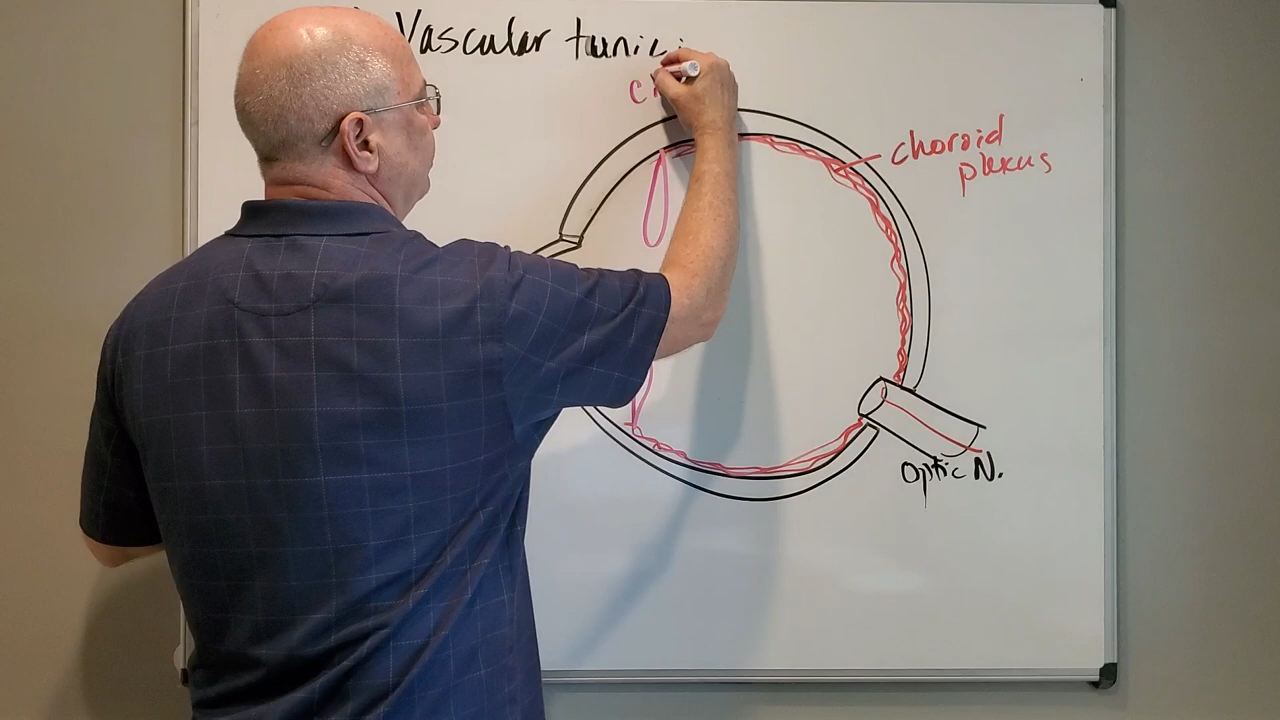 Vascular tunic:
choroid
plexus
Optic N.